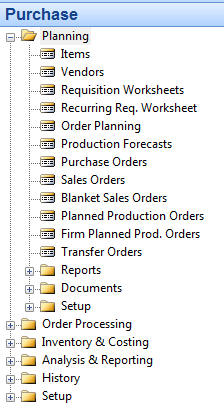 Purchase
Planning
Items
Vendors
Requisition Worksheets
Recurring Req. Worksheet
Order Planning
Production Forecasts
Purchase Orders
Sales Orders
Blanket Sales Orders
Planned Production Orders
Firm Planned Prod. Orders
Transfer Orders
Reports
Documents
Setup
Order Processing
Inventory & Costing
Analysis & Reporting
History
Setup